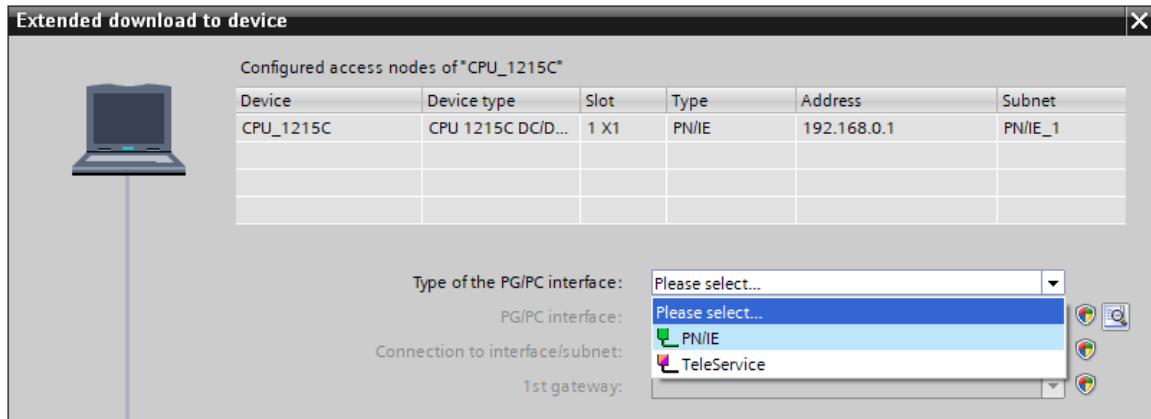 Extended download to device
Configured access nodes of "CPU_1215C"
Device Device type Slot Type Address Subnet
CPU_1215C CPU 1215C DC/D... 1 X1 PN/IE 192.168.0.1 PN/IE_1
Type of the PG/PC interface: Please select...
PG/PC interface: Please select...
PN/IE
Connection to interface/subnet: TeleService
1st gateway: